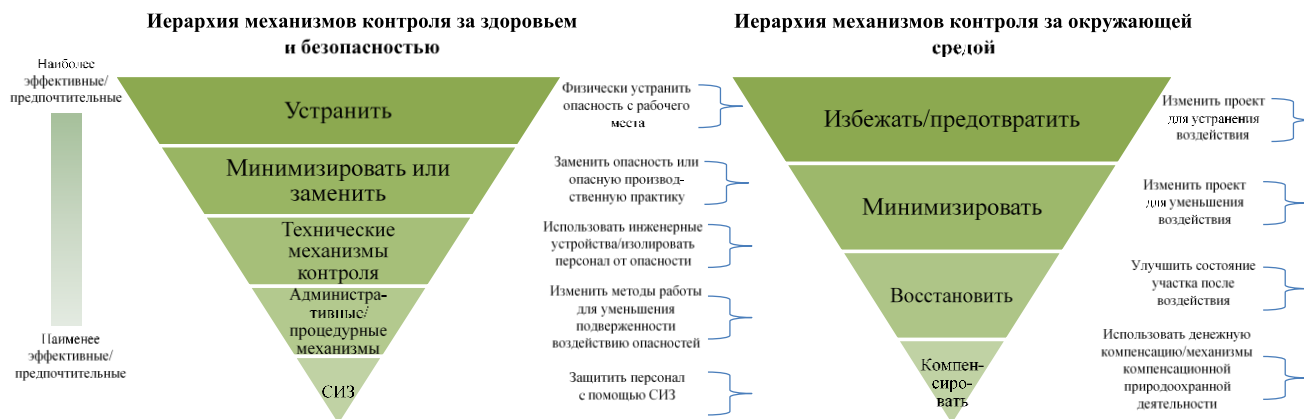 Иерархия механизмов контроля за здоровьем
и безопасностью
Наиболее
эффективные/
предпочтительные
Наименее
эффективные/
предпочтительные
Устранить
Минимизировать или
заменить
Технические
механизмы
контроля
Административные/
процедурные
механизмы
СИЗ
Физически устранить
опасность с рабочего
места
Заменить опасность или
опасную производ-
ственную практику
Использовать инженерные
устройства/изолировать
персонал от опасности
Изменить методы работы
для уменьшения
подверженности
воздействию опасностей
Защитить персонал
с помощью СИЗ
Иерархия механизмов контроля за окружающей
средой
Избежать/предотвратить
Минимизировать
Восстановить
Компен-
сиро-
вать
Изменить проект
для устранения
воздействия
Изменить проект
для уменьшения
воздействия
Улучшить состояние
участка после
воздействия
Использовать денежную
компенсацию/механизмы
компенсационной
природоохранной
деятельности